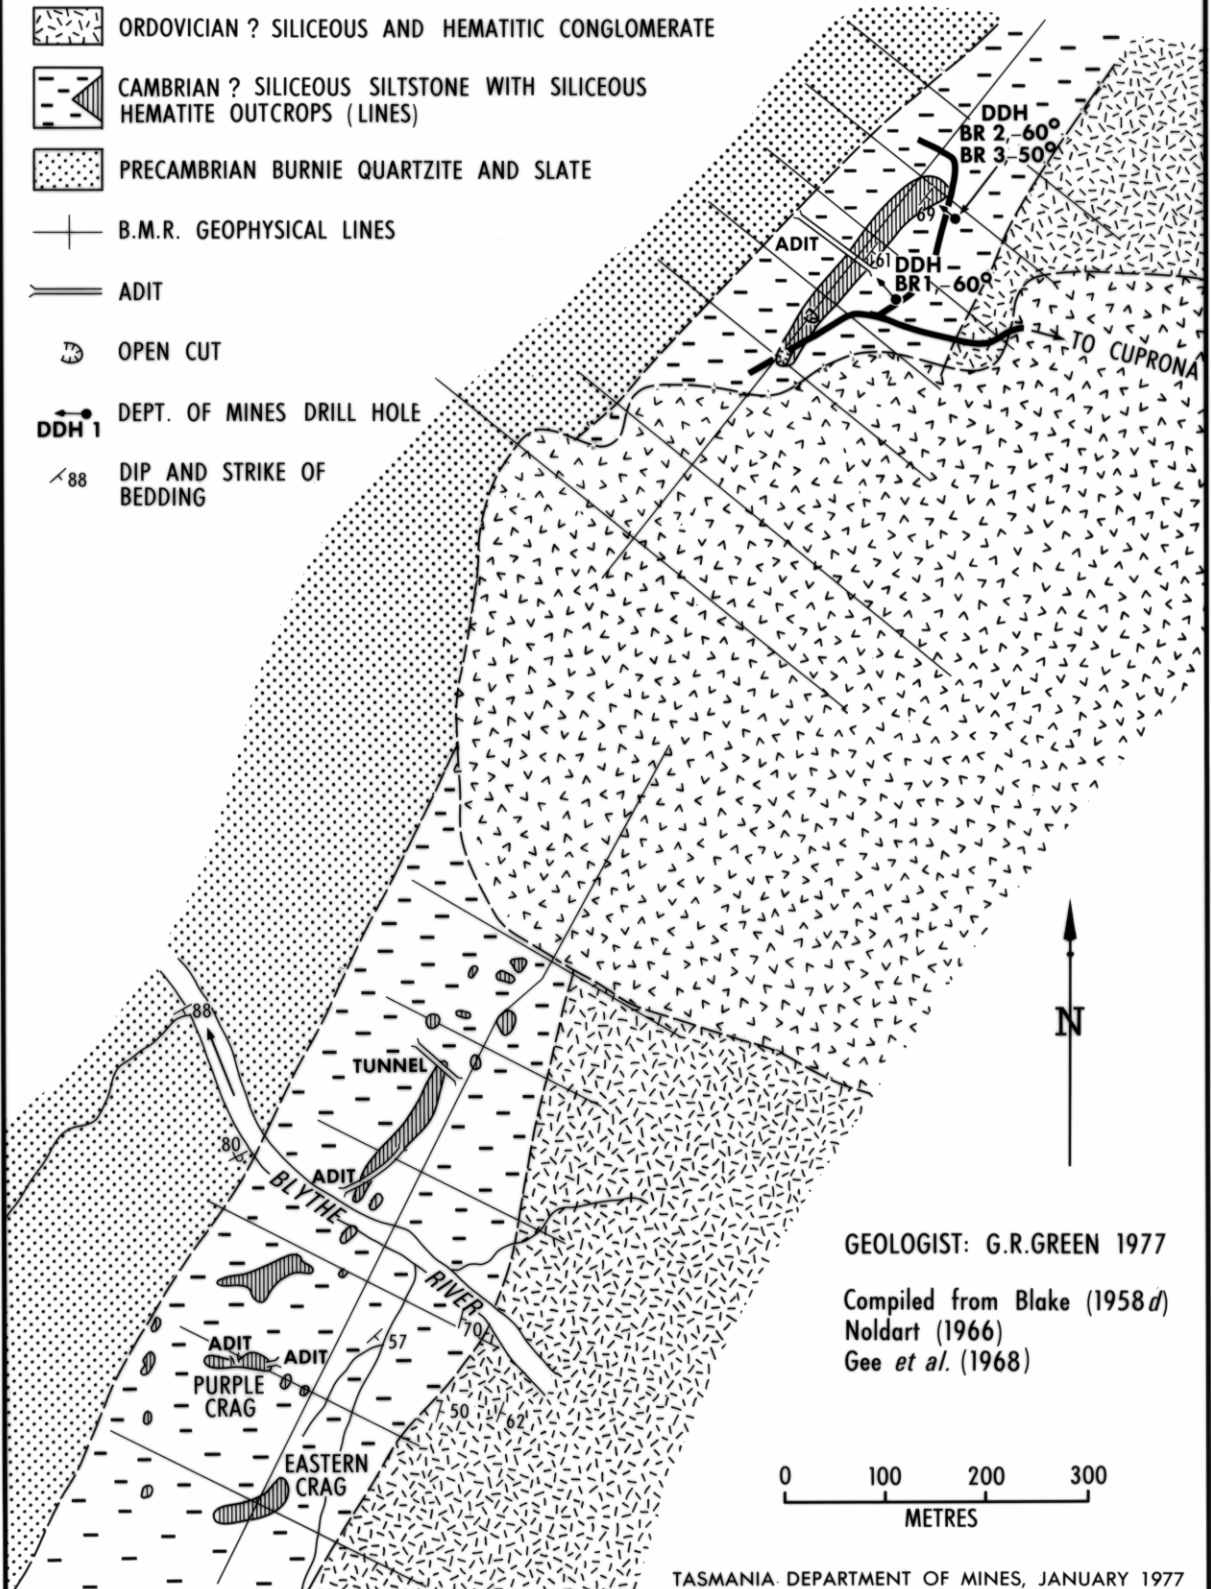 ORDOVICIAN ? SILICEOUS AND HEMATITIC CONGLOMERATE
CAMBRIAN ? SILICEOUS SILTSTONE WITH SILICEOUS
HEMATITE OUTCROPS (LINES)
PRECAMBRIAN BURNIE QUARTZITE AND SLATE
B.M.R. GEOPHYSICAL LINES
ADIT
OPEN CUT
DEPT. OF MINES DRILL HOLE
DDH 1
DIP AND STRIKE OF
BEDDING
88
DDH
BR 2 –60°
BR 3 –50°
69
ADIT
61
DDH
BR1 –60°
TO CUPRONA
88
TUNNEL
80
ADIT
BLYTHE
RIVER
70
57
ADIT
ADIT
PURPLE
CRAG
50
62
EASTERN
CRAG
N
GEOLOGIST: G.R.GREEN 1977
Compiled from Blake (1958d)
Noldart (1966)
Gee et al. (1968)
0 100 200 300
METRES
TASMANIA DEPARTMENT OF MINES, JANUARY 1977